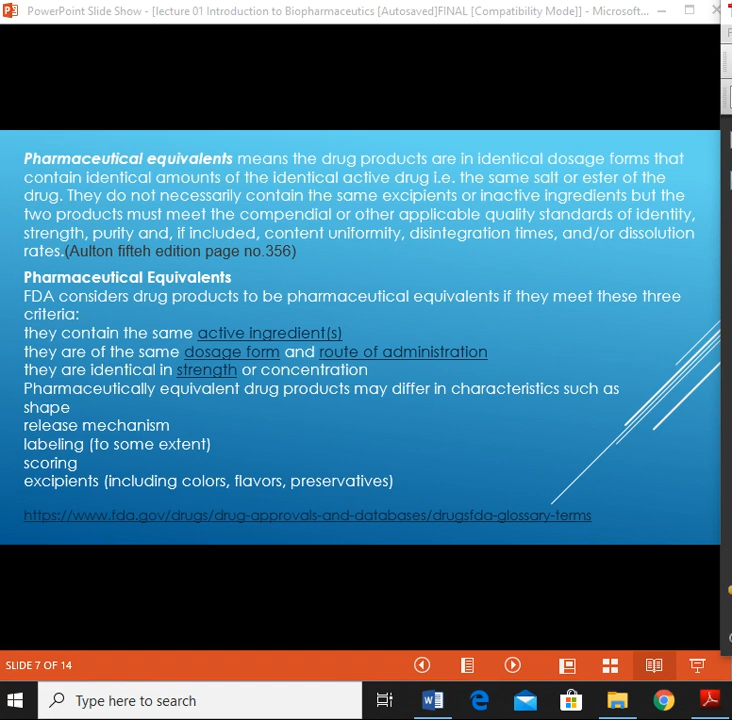 PowerPoint Slide Show - [lecture 01 Introduction to Biopharmaceutics [Autosaved]FINAL [Compatibility Mode]] - Microsoft...
Pharmaceutical equivalents means the drug products are in identical dosage forms that
contain identical amounts of the identical active drug i.e. the same salt or ester of the
drug. They do not necessarily contain the same excipients or inactive ingredients but the
two products must meet the compendial or other applicable quality standards of identity,
strength, purity and, if included, content uniformity, disintegration times, and/or dissolution
rates.(Aulton fifteh edition page no.356)
Pharmaceutical Equivalents
FDA considers drug products to be pharmaceutical equivalents if they meet these three
criteria:
they contain the same active ingredient(s)
they are of the same dosage form and route of administration
they are identical in strength or concentration
Pharmaceutically equivalent drug products may differ in characteristics such as
shape
release mechanism
labeling (to some extent)
scoring
excipients (including colors, flavors, preservatives)
https://www.fda.gov/drugs/drug-approvals-and-databases/drugsfda-glossary-terms
SLIDE 7 OF 14
Type here to search